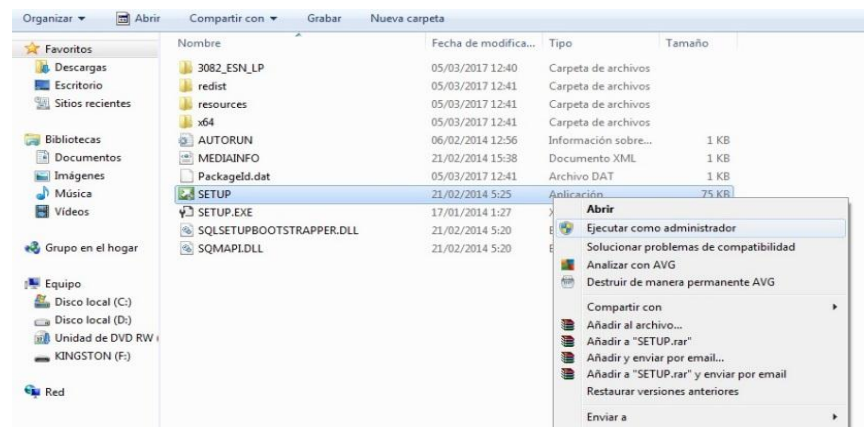 Organizar Abrir Compartir con Grabar Nueva carpeta
Favoritos
Descargas
Escritorio
Sitios recientes
Bibliotecas
Documentos
Imágenes
Música
Vídeos
Grupo en el hogar
Equipo
Disco local (C:)
Disco local (D:)
Unidad de DVD RW
KINGSTON (F:)
Red
Nombre Fecha de modifica... Tipo Tamaño
3082_ESN_LP 05/03/2017 12:40 Carpeta de archivos
redist 05/03/2017 12:41 Carpeta de archivos
resources 05/03/2017 12:41 Carpeta de archivos
x64 05/03/2017 12:41 Carpeta de archivos
AUTORUN 06/02/2014 12:56 Información sobre... 1 KB
MEDIAINFO 21/02/2014 15:38 Documento XML 1 KB
PackageId.dat 05/03/2017 12:41 Archivo DAT 1 KB
SETUP 21/02/2014 5:25 Aplicación 75 KB
SETUP.EXE 17/01/2014 1:27
SQLSETUPBOOTSTRAPPER.DLL 21/02/2014 5:20
SQMAPI.DLL 21/02/2014 5:20
Abrir
Ejecutar como administrador
Solucionar problemas de compatibilidad
Analizar con AVG
Destruir de manera permanente AVG
Compartir con
Añadir al archivo...
Añadir a "SETUP.rar"
Añadir y enviar por email...
Añadir a "SETUP.rar" y enviar por email
Restaurar versiones anteriores
Enviar a